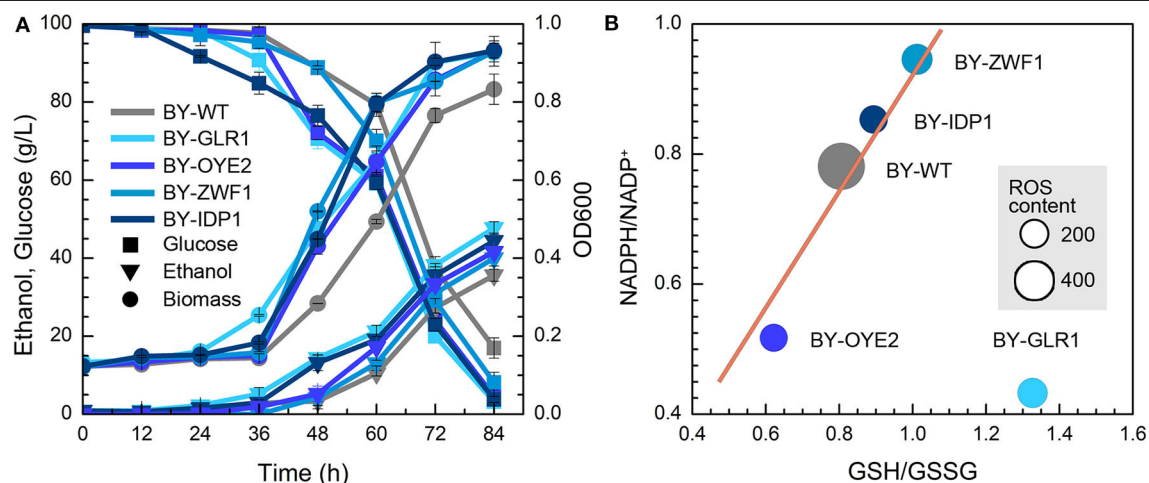 A
Ethanol, Glucose (g/L)
100
80
60
40
20
0
1.0
0.8
0.6
0.4
0.2
0.0
OD600
BY-WT
BY-GLR1
BY-OYE2
BY-ZWF1
BY-IDP1
Glucose
Ethanol
Biomass
0 12 24 36 48 60 72 84
Time (h)
B
NADPH/NADP⁺
1.0
0.8
0.6
0.4
BY-ZWF1
BY-IDP1
BY-WT
ROS
content
200
400
BY-OYE2
BY-GLR1
0.4 0.6 0.8 1.0 1.2 1.4 1.6
GSH/GSSG